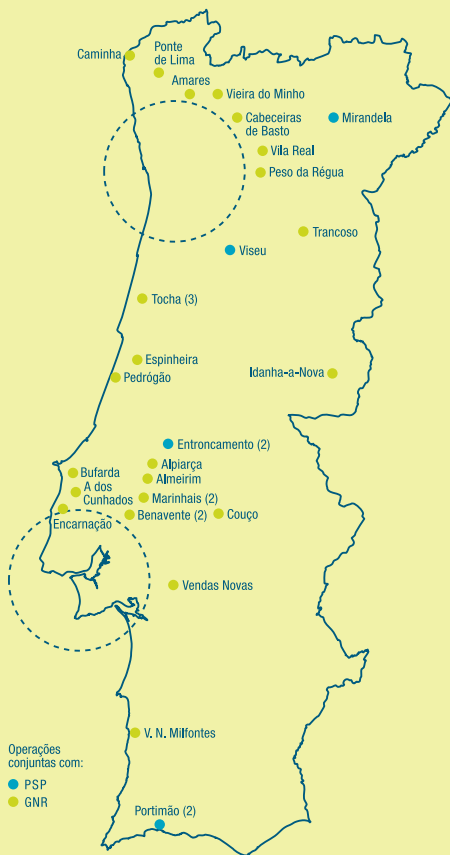 Ponte
de Lima
Caminha
Amares
Vieira do Minho
Cabeceiras
de Basto
Mirandela
Vila Real
Peso da Régua
Trancoso
Viseu
Tocha (3)
Espinheira
Pedrógão
Idanha-a-Nova
Entroncamento (2)
Alpiarça
Bufarda
Almeirim
A dos
Cunhados
Marinhais (2)
Encarnação
Benavente (2)
Couço
Vendas Novas
V. N. Milfontes
Operações
conjuntas com:
PSP
GNR
Portimão (2)